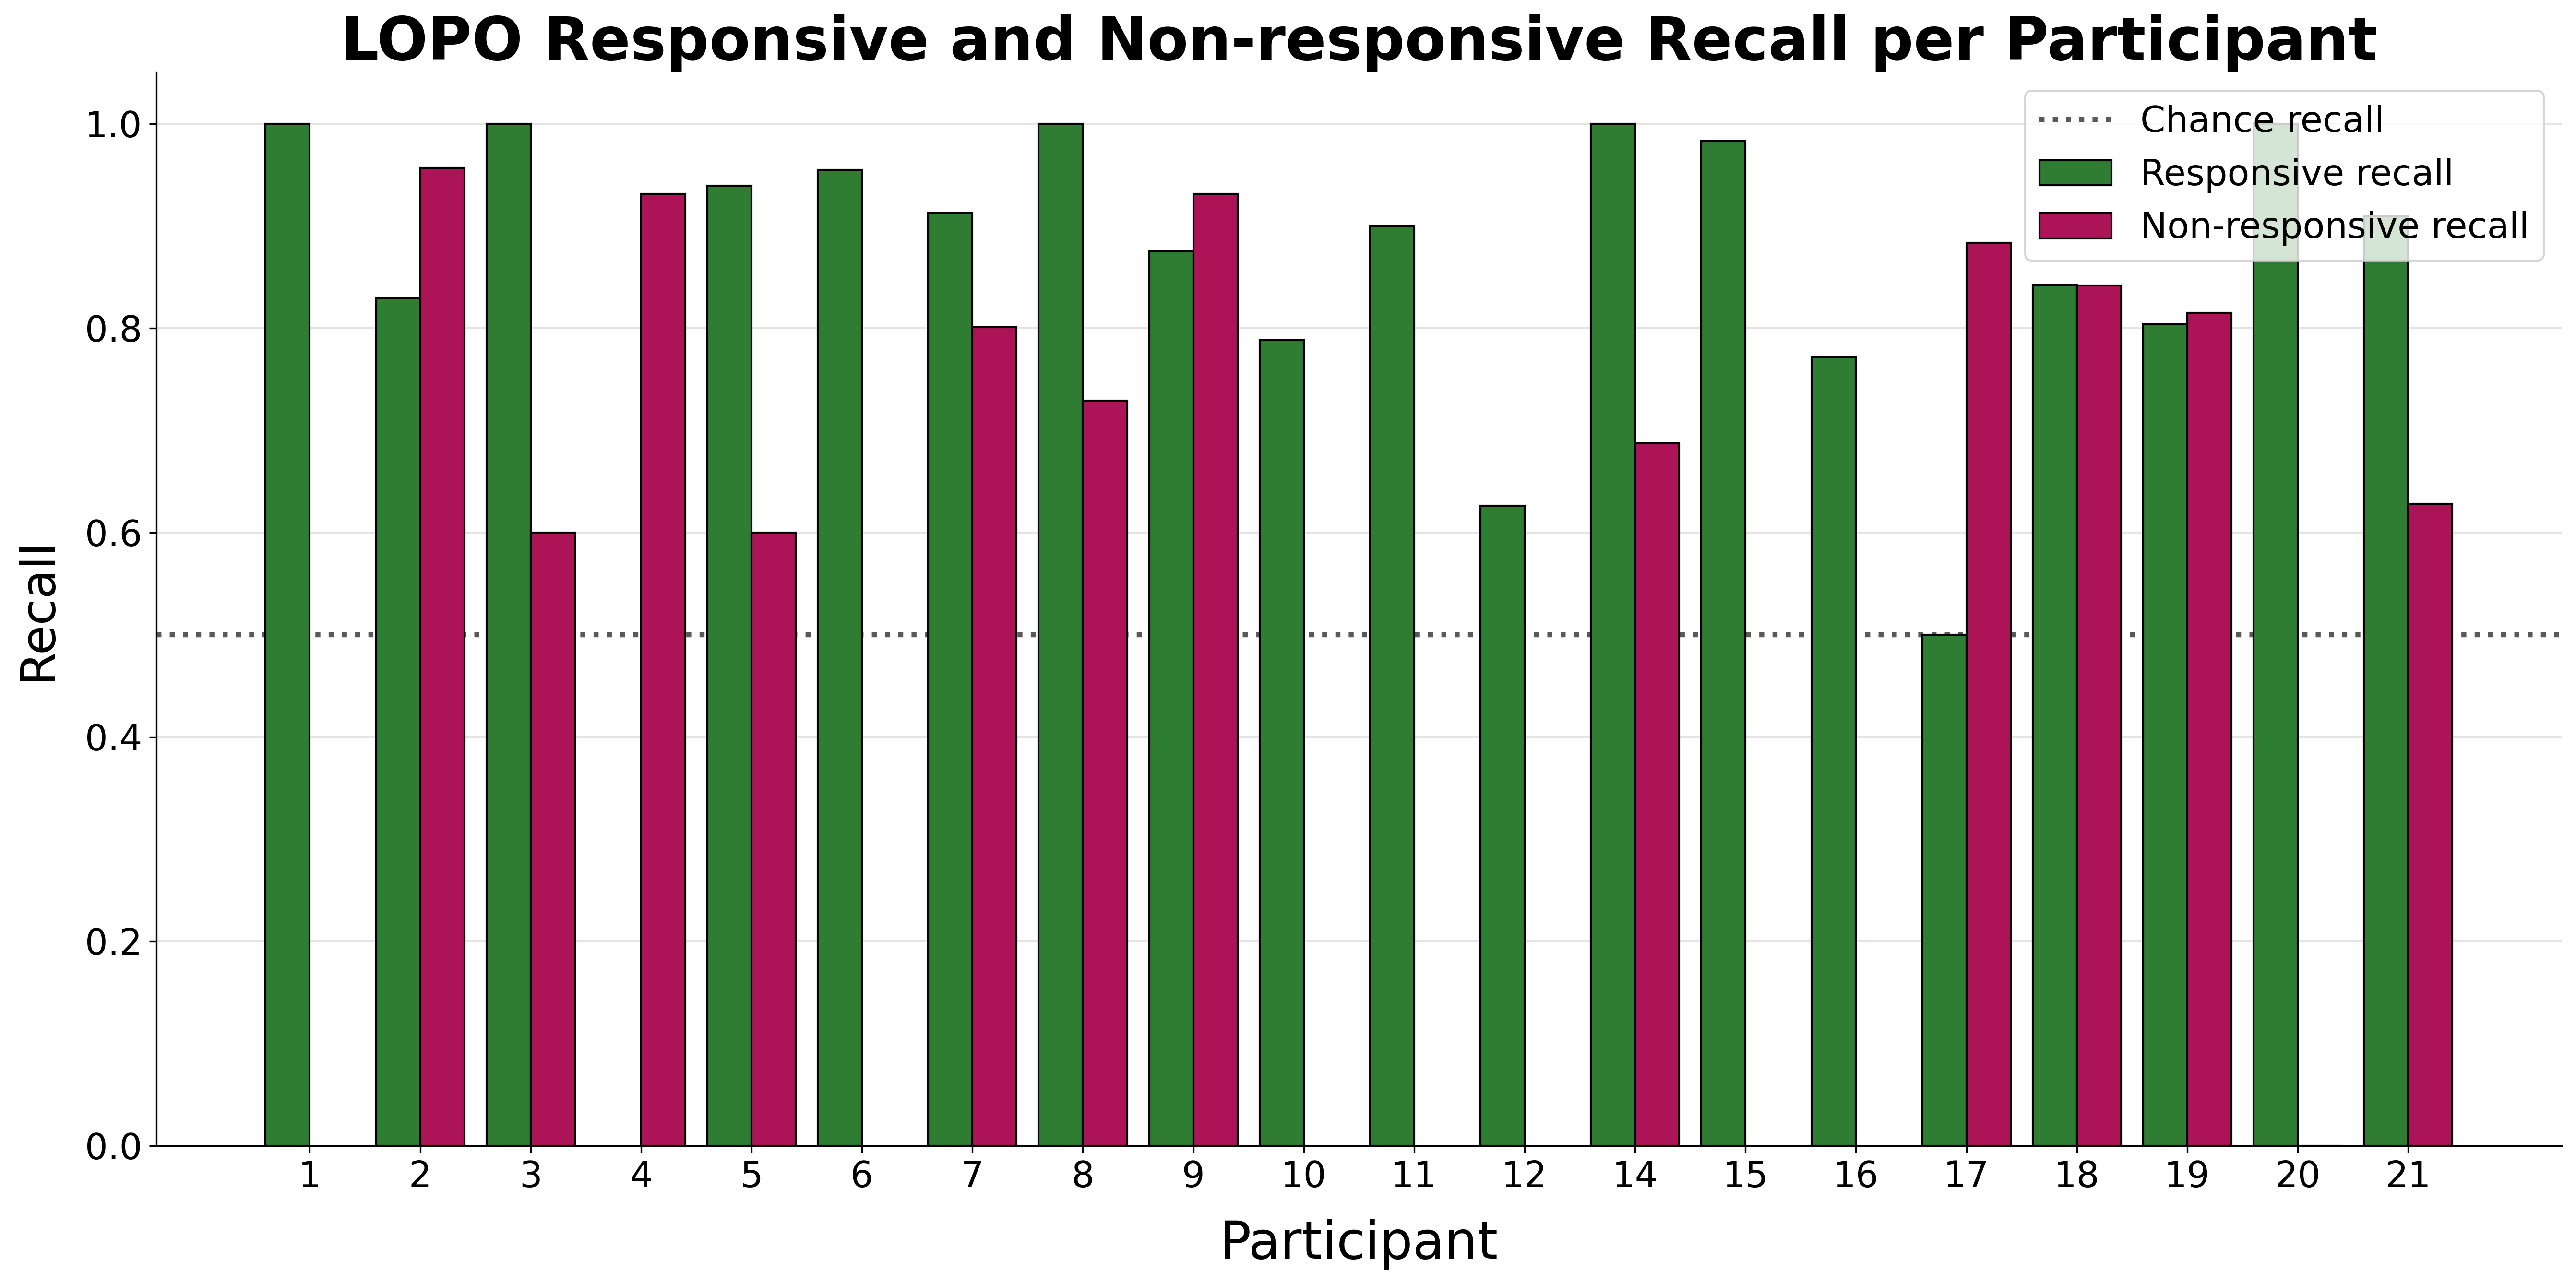 LOPO Responsive and Non-responsive Recall per Participant
Chance recall
Responsive recall
Non-responsive recall
Recall
1.0
0.8
0.6
0.4
0.2
0.0
1 2 3 4 5 6 7 8 9 10 11 12 14 15 16 17 18 19 20 21
Participant